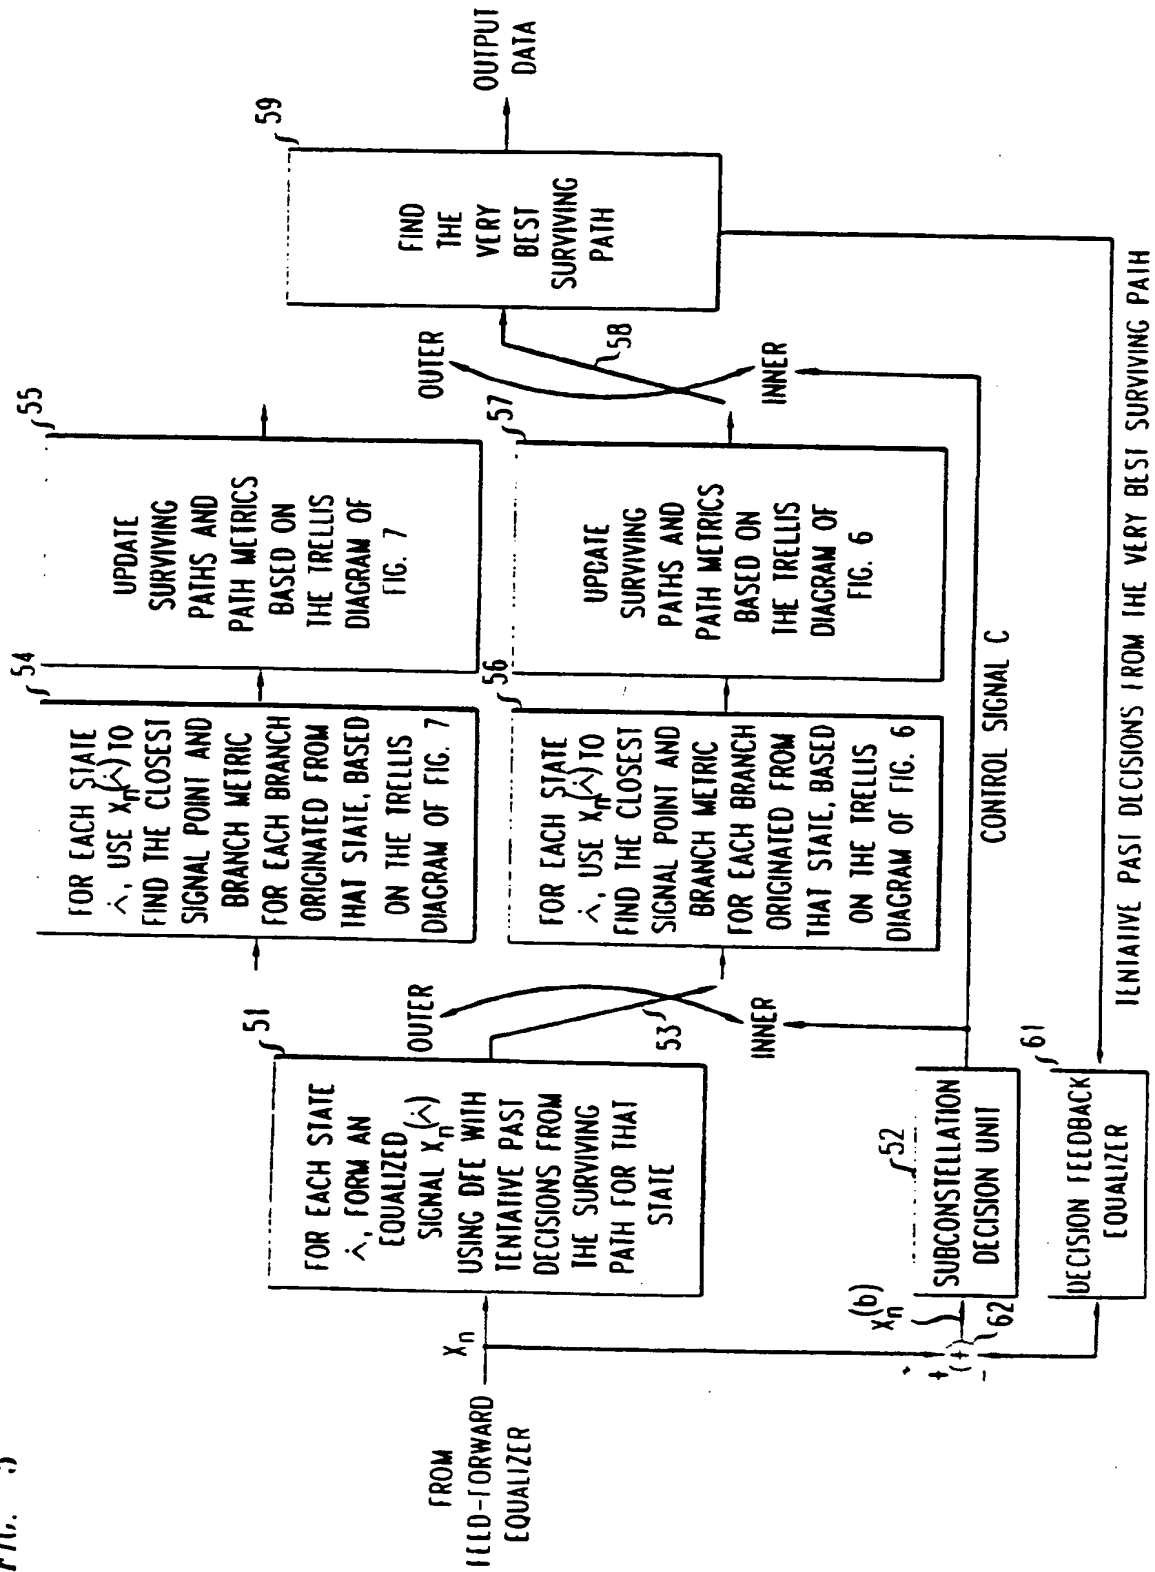 FROM
FEED-FORWARD
EQUALIZER
Xn
51
FOR EACH STATE
i, FORM AN
EQUALIZED
SIGNAL Xn(i)
USING DFE WITH
TENTATIVE PAST
DECISIONS FROM
THE SURVIVING
PATH FOR THAT
STATE
OUTER
53
INNER
54
FOR EACH STATE
i, USE Xn(i) TO
FIND THE CLOSEST
SIGNAL POINT AND
BRANCH METRIC
FOR EACH BRANCH
ORIGINATED FROM
THAT STATE, BASED
ON THE TRELLIS
DIAGRAM OF FIG. 7
55
UPDATE
SURVIVING
PATHS AND
PATH METRICS
BASED ON
THE TRELLIS
DIAGRAM OF
FIG. 7
56
FOR EACH STATE
i, USE Xn(i) TO
FIND THE CLOSEST
SIGNAL POINT AND
BRANCH METRIC
FOR EACH BRANCH
ORIGINATED FROM
THAT STATE, BASED
ON THE TRELLIS
DIAGRAM OF FIG. 6
57
UPDATE
SURVIVING
PATHS AND
PATH METRICS
BASED ON
THE TRELLIS
DIAGRAM OF
FIG. 6
OUTER
58
INNER
59
FIND
THE
VERY
BEST
SURVIVING
PATH
OUTPUT
DATA
+
(+)
-
62
Xn(b)
52
SUBCONSTELLATION
DECISION UNIT
CONTROL SIGNAL C
61
DECISION FEEDBACK
EQUALIZER
TENTATIVE PAST DECISIONS FROM THE VERY BEST SURVIVING PATH